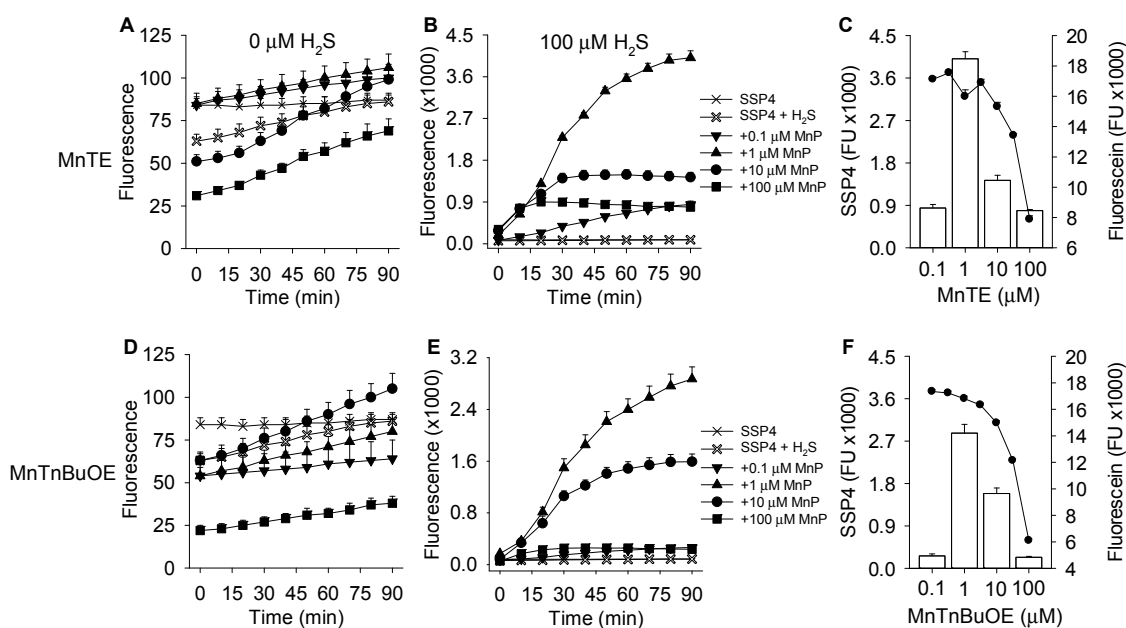 A
0 μM H2S
125
100
75
50
25
0
Fluorescence
MnTE
0 15 30 45 60 75 90
Time (min)
B
100 μM H2S
4.5
3.6
2.7
1.8
0.9
0.0
Fluorescence (x1000)
0 15 30 45 60 75 90
Time (min)
SSP4
SSP4 + H2S
+0.1 μM MnP
+1 μM MnP
+10 μM MnP
+100 μM MnP
C
4.5
3.6
2.7
1.8
0.9
0.0
SSP4 (FU x1000)
20
18
16
14
12
10
8
6
Fluorescein (FU x1000)
0.1 1 10 100
MnTE (μM)
D
125
100
75
50
25
0
Fluorescence
MnTnBuOE
0 15 30 45 60 75 90
Time (min)
E
3.2
2.4
1.6
0.8
0.0
Fluorescence (x1000)
0 15 30 45 60 75 90
Time (min)
SSP4
SSP4 + H2S
+0.1 μM MnP
+1 μM MnP
+10 μM MnP
+100 μM MnP
F
4.5
3.6
2.7
1.8
0.9
0.0
SSP4 (FU x1000)
20
18
16
14
12
10
8
6
4
Fluorescein (FU x1000)
0.1 1 10 100
MnTnBuOE (μM)